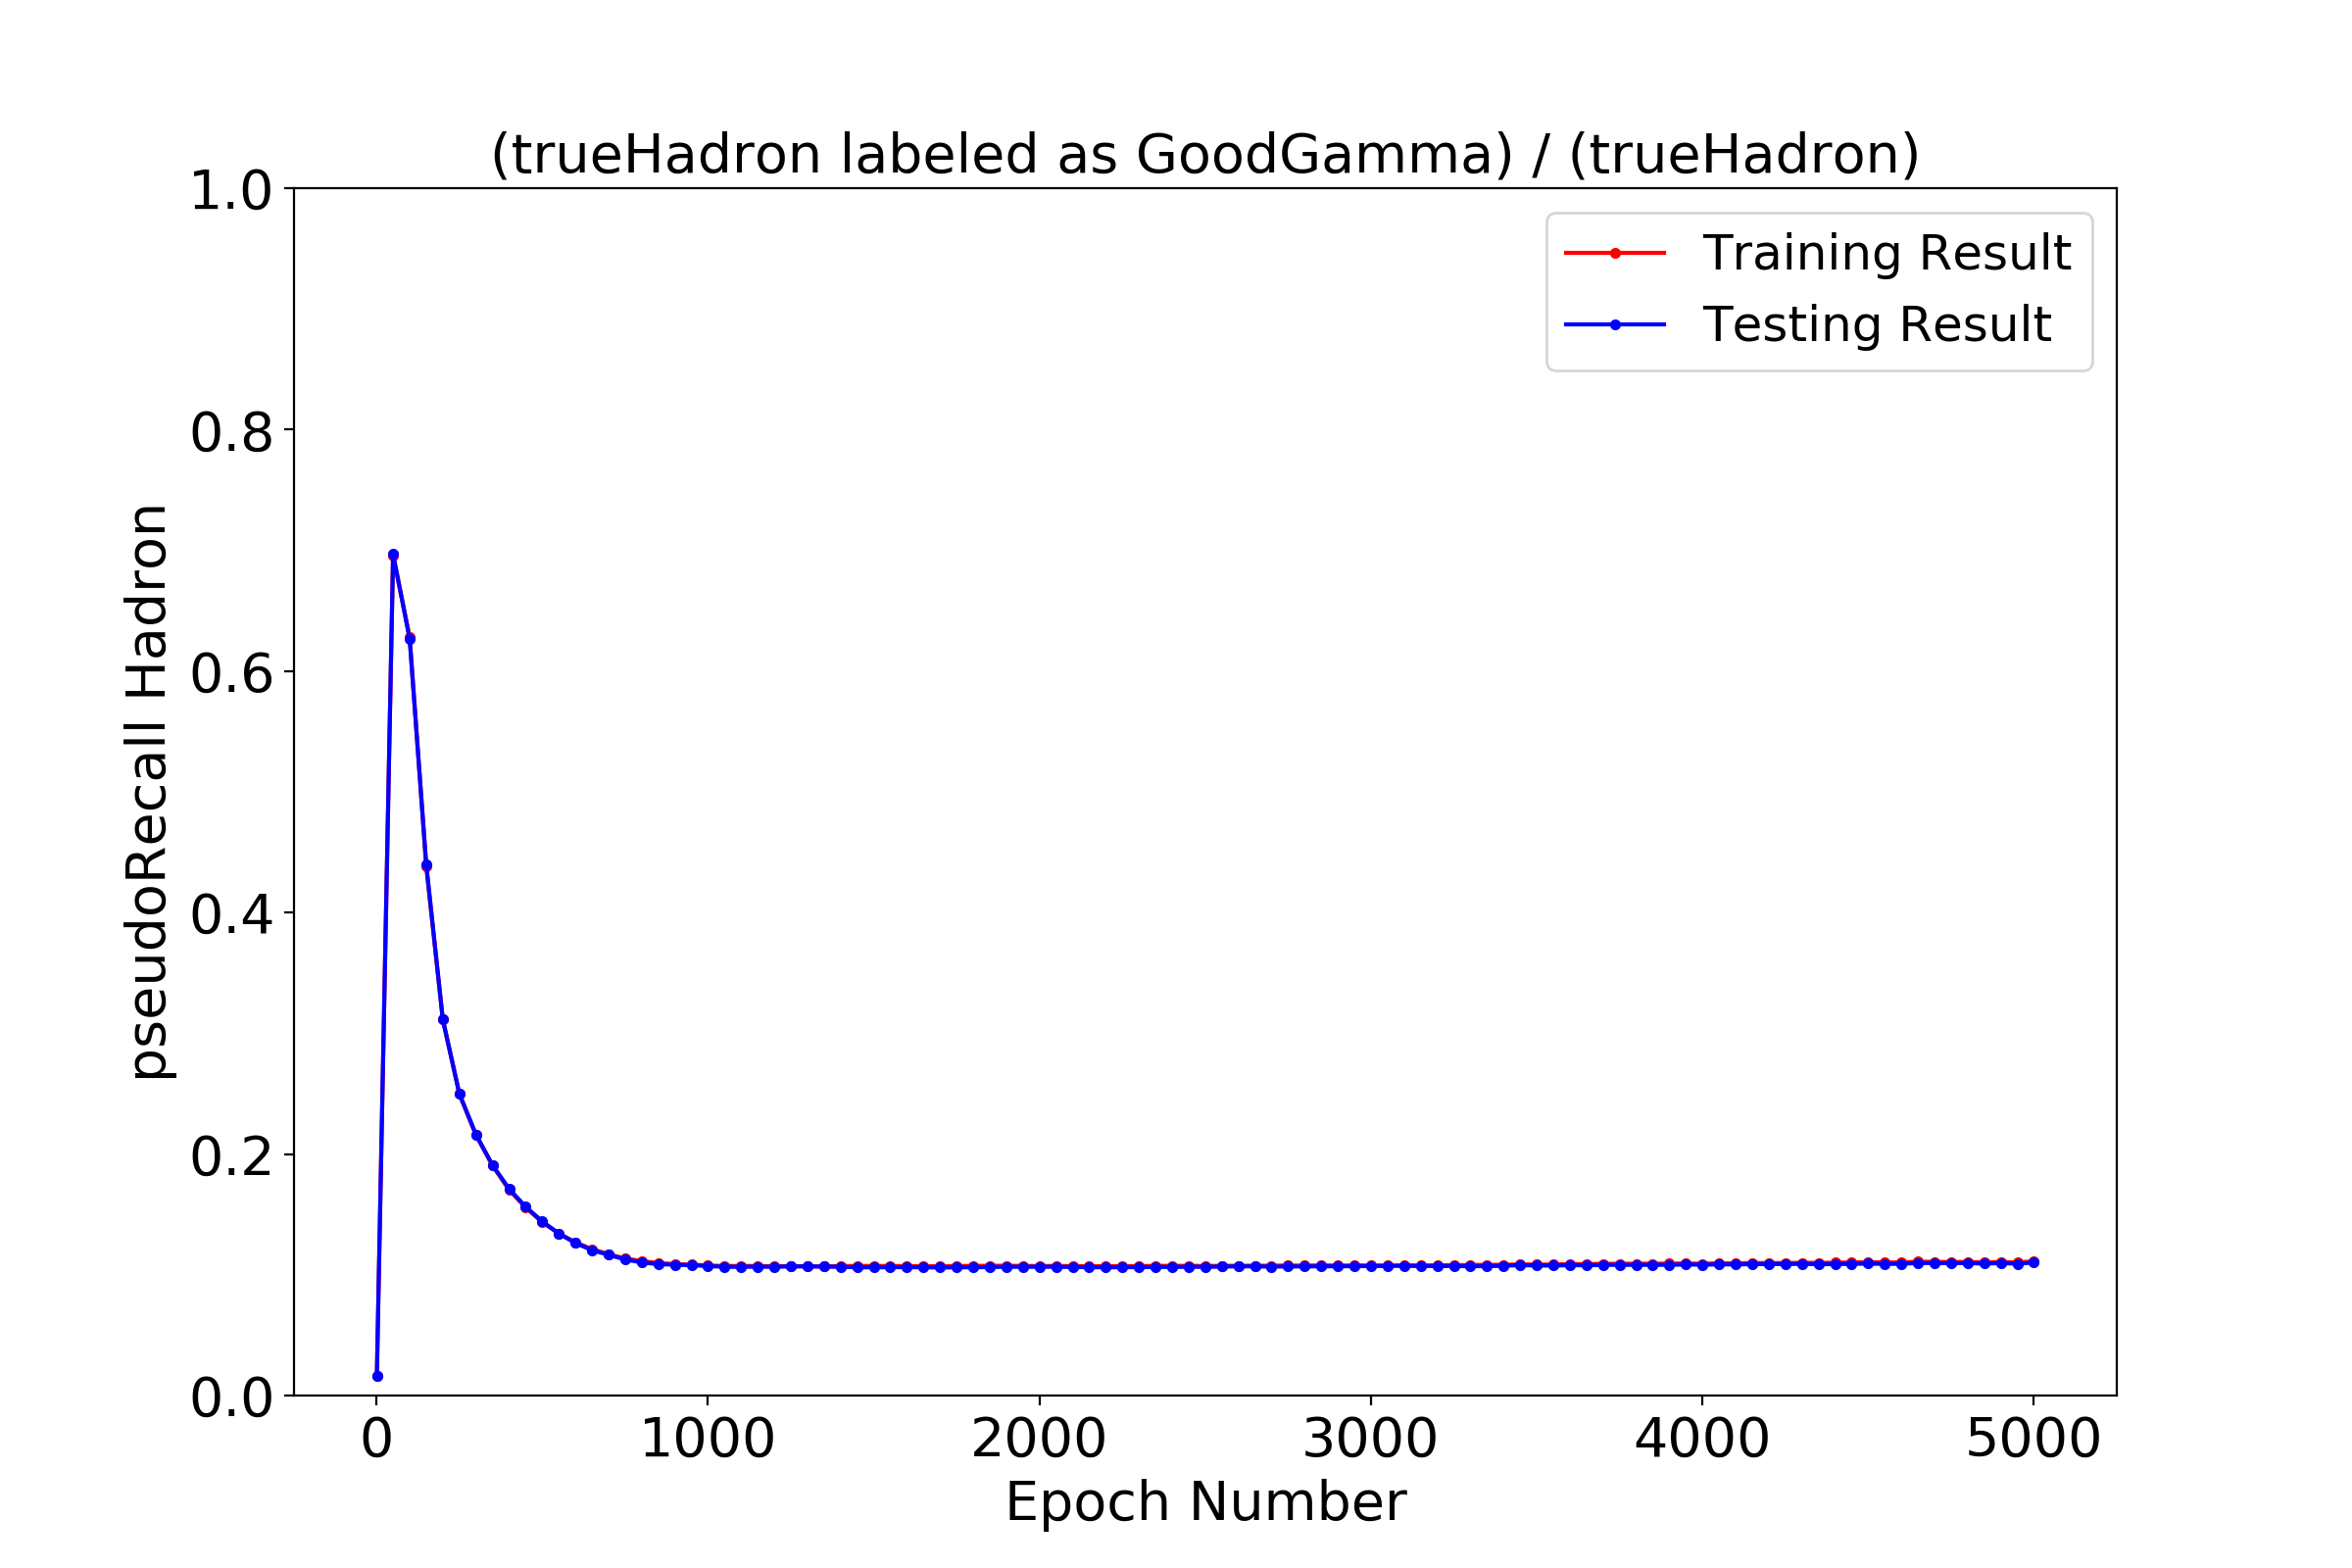 (trueHadron labeled as GoodGamma) / (trueHadron)
1.0
0.8
0.6
0.4
0.2
0.0
pseudoRecall Hadron
Training Result
Testing Result
0 1000 2000 3000 4000 5000
Epoch Number